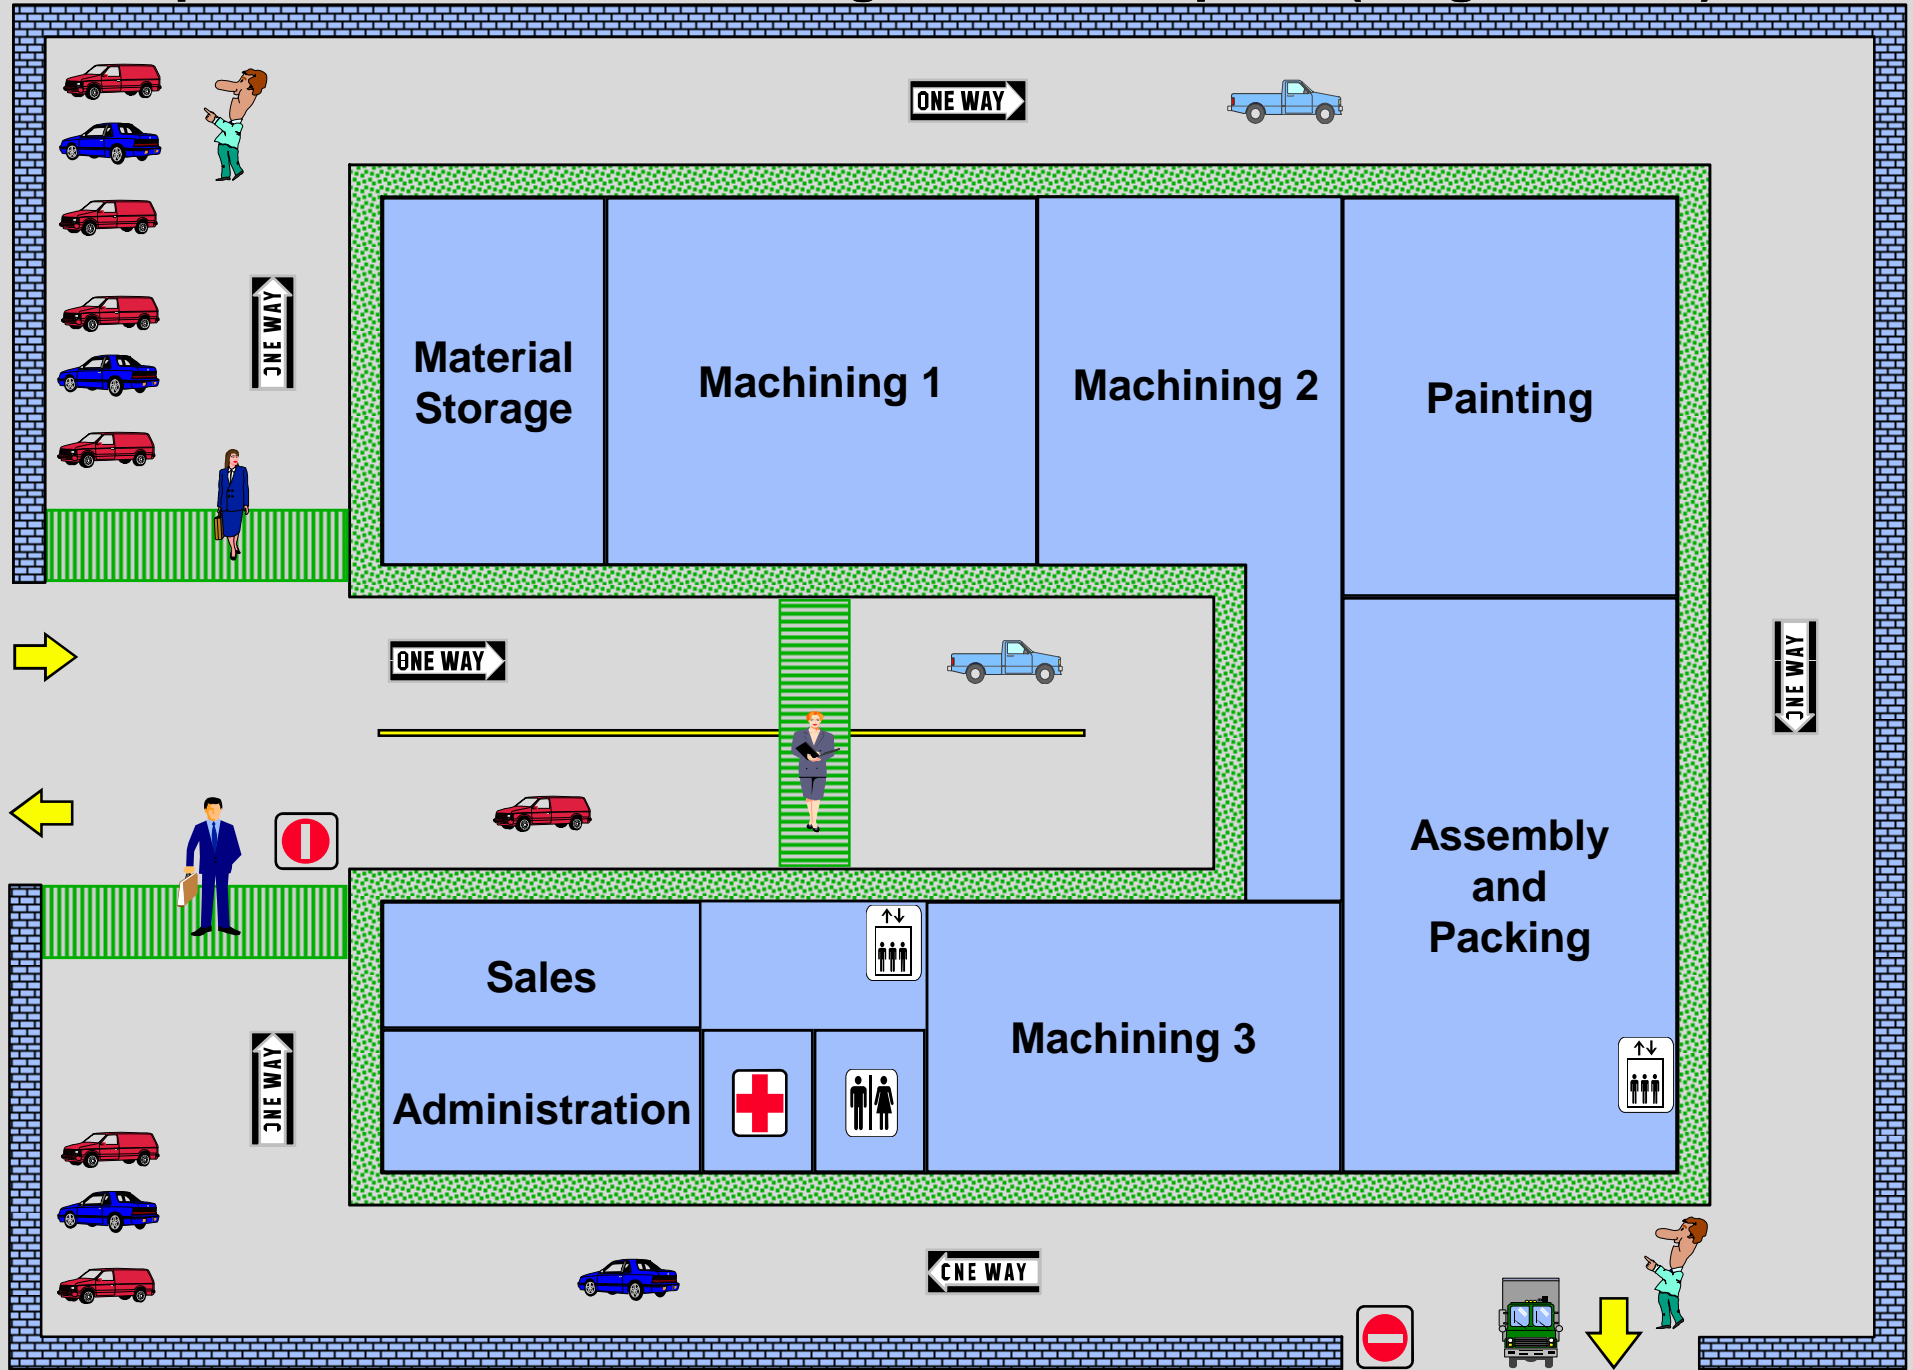 ONE WAY
ONE WAY
Material
Storage
Machining 1
Machining 2
Painting
ONE WAY
ONE WAY
Assembly
and
Packing
Sales
Machining 3
ONE WAY
Administration
ONE WAY